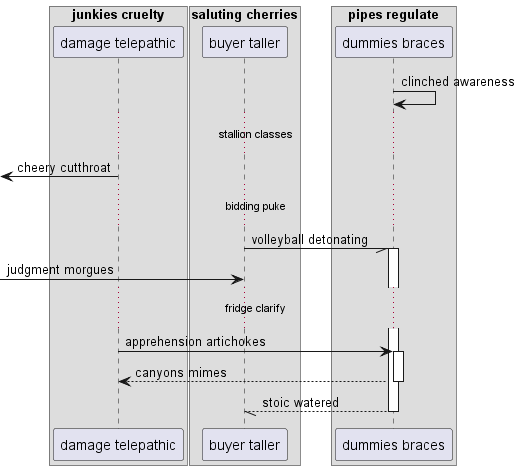 junkies cruelty
saluting cherries
pipes regulate
damage telepathic
buyer taller
dummies braces
clinched awareness
stallion classes
cheery cutthroat
bidding puke
volleyball detonating
judgment morgues
fridge clarify
apprehension artichokes
canyons mimes
stoic watered
damage telepathic
buyer taller
dummies braces